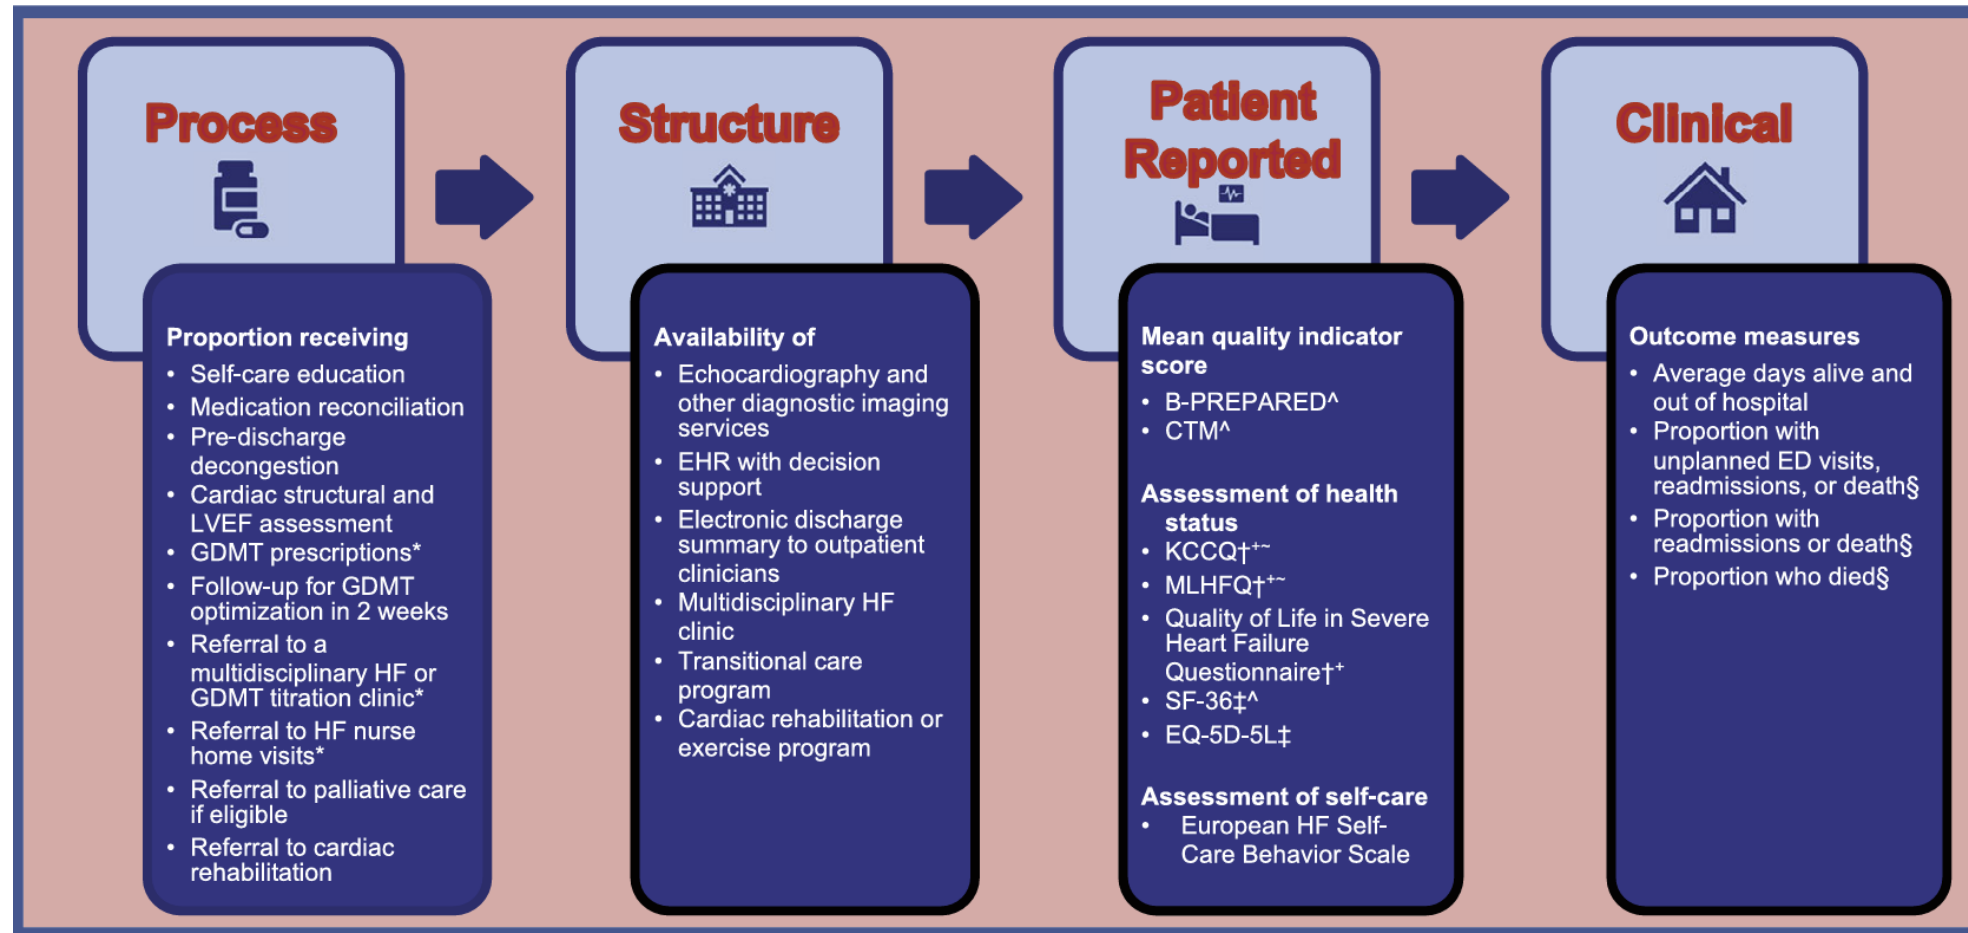 Process
Proportion receiving
• Self-care education
• Medication reconciliation
• Pre-discharge
decongestion
• Cardiac structural and
LVEF assessment
• GDMT prescriptions*
• Follow-up for GDMT
optimization in 2 weeks
• Referral to a
multidisciplinary HF or
GDMT titration clinic*
• Referral to HF nurse
home visits*
• Referral to palliative care
if eligible
• Referral to cardiac
rehabilitation
Structure
Availability of
• Echocardiography and
other diagnostic imaging
services
• EHR with decision
support
• Electronic discharge
summary to outpatient
clinicians
• Multidisciplinary HF
clinic
• Transitional care
program
• Cardiac rehabilitation or
exercise program
Patient
Reported
Mean quality indicator
score
• B-PREPARED^
• CTM^
Assessment of health
status
• KCCQ†⁺~
• MLHFQ†⁺~
• Quality of Life in Severe
Heart Failure
Questionnaire†⁺
• SF-36‡^
• EQ-5D-5L‡
Assessment of self-care
• European HF Self-
Care Behavior Scale
Clinical
Outcome measures
• Average days alive and
out of hospital
• Proportion with
unplanned ED visits,
readmissions, or death§
• Proportion with
readmissions or death§
• Proportion who died§